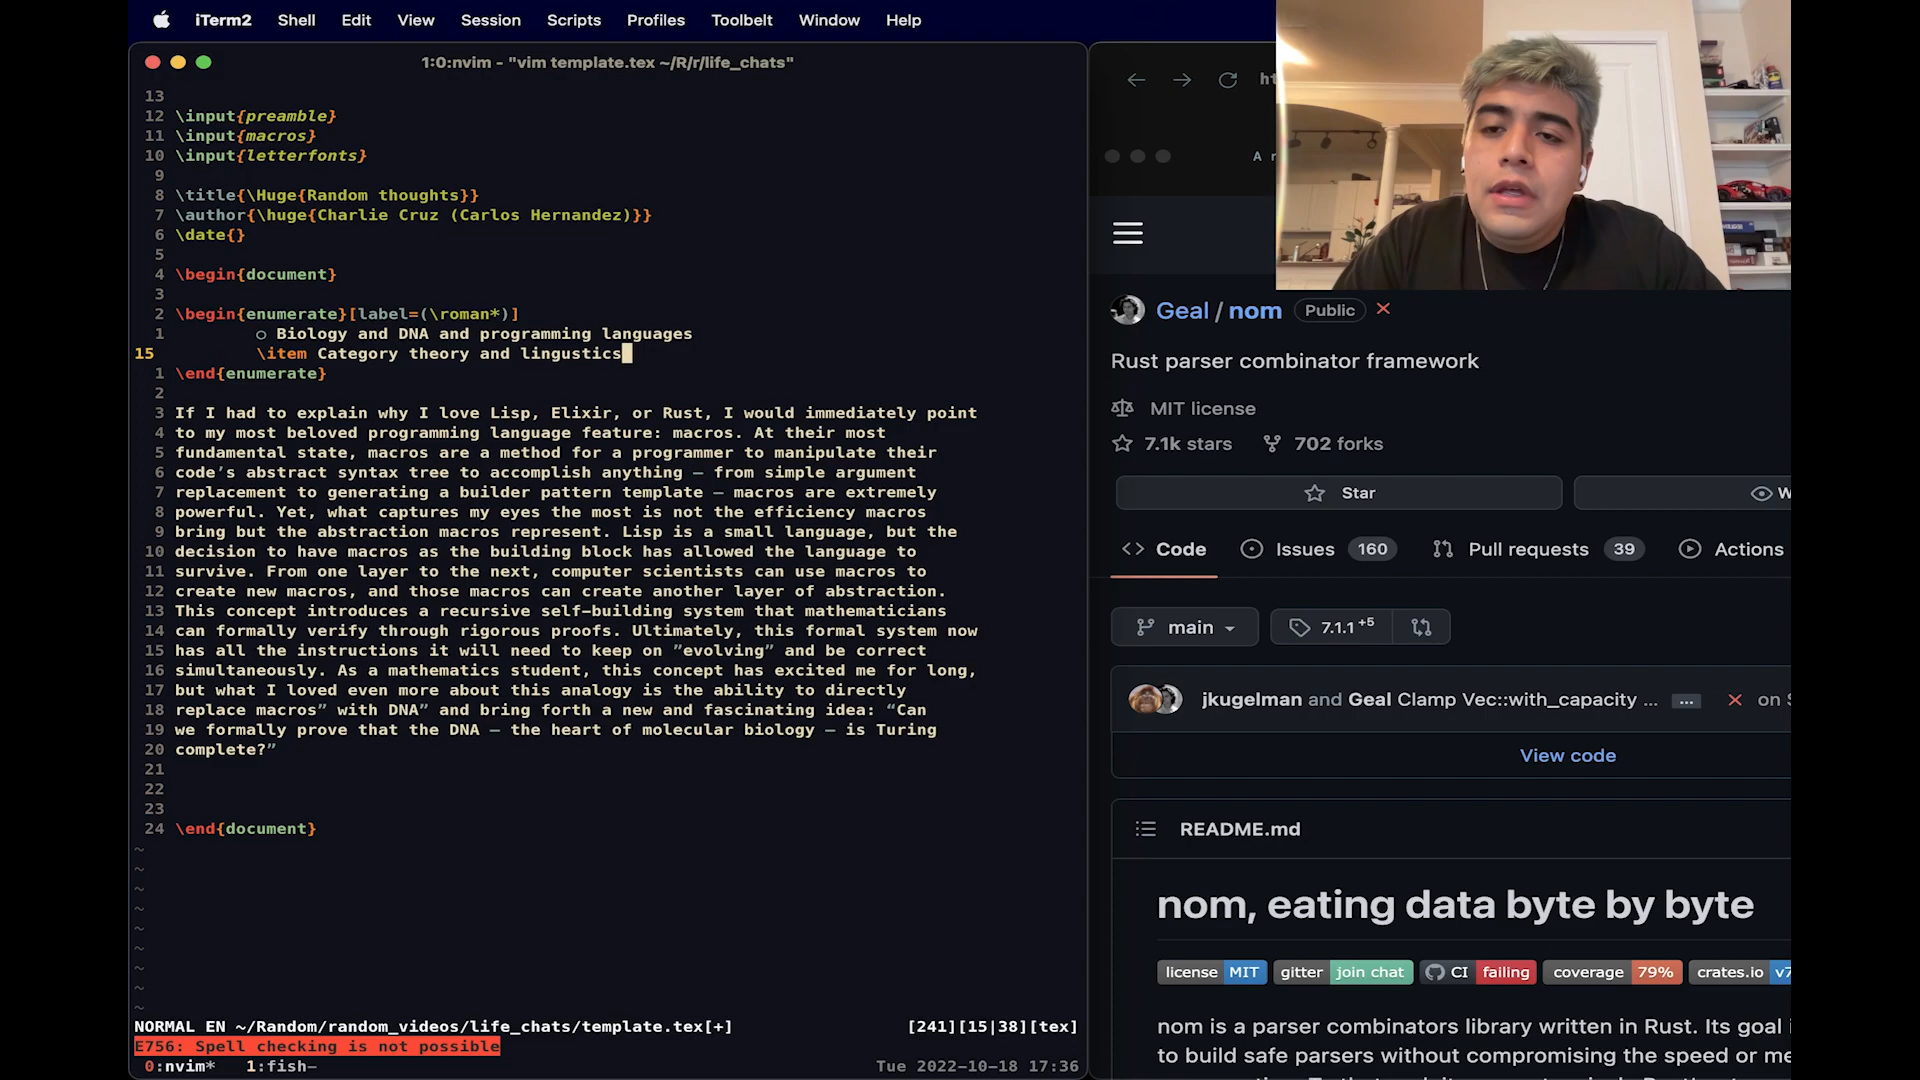 iTerm2 Shell Edit View Session Scripts Profiles Toolbelt Window Help
1:0:nvim - "vim template.tex ~/R/r/life_chats"
13
12 \input{preamble}
11 \input{macros}
10 \input{letterfonts}
9
8 \title{\Huge{Random thoughts}}
7 \author{\huge{Charlie Cruz (Carlos Hernandez)}}
6 \date{}
5
4 \begin{document}
3
2 \begin{enumerate}[label=(\roman*)]
1 ○ Biology and DNA and programming languages
15 \item Category theory and lingustics
1 \end{enumerate}
2
3 If I had to explain why I love Lisp, Elixir, or Rust, I would immediately point
4 to my most beloved programming language feature: macros. At their most
5 fundamental state, macros are a method for a programmer to manipulate their
6 code’s abstract syntax tree to accomplish anything – from simple argument
7 replacement to generating a builder pattern template – macros are extremely
8 powerful. Yet, what captures my eyes the most is not the efficiency macros
9 bring but the abstraction macros represent. Lisp is a small language, but the
10 decision to have macros as the building block has allowed the language to
11 survive. From one layer to the next, computer scientists can use macros to
12 create new macros, and those macros can create another layer of abstraction.
13 This concept introduces a recursive self-building system that mathematicians
14 can formally verify through rigorous proofs. Ultimately, this formal system now
15 has all the instructions it will need to keep on ”evolving” and be correct
16 simultaneously. As a mathematics student, this concept has excited me for long,
17 but what I loved even more about this analogy is the ability to directly
18 replace macros” with DNA” and bring forth a new and fascinating idea: “Can
19 we formally prove that the DNA – the heart of molecular biology – is Turing
20 complete?”
21
22
23
24 \end{document}
~
~
~
~
~
~
~
~
~
NORMAL EN ~/Random/random_videos/life_chats/template.tex[+] [241][15|38][tex]
E756: Spell checking is not possible
0:nvim* 1:fish- Tue 2022-10-18 17:36
Geal / nom Public
Rust parser combinator framework
MIT license
7.1k stars 702 forks
Star
Code Issues 160 Pull requests 39 Actions
main 7.1.1 +5
jkugelman and Geal Clamp Vec::with_capacity ... ... on
View code
README.md
nom, eating data byte by byte
license MIT gitter join chat CI failing coverage 79% crates.io
nom is a parser combinators library written in Rust. Its goal
to build safe parsers without compromising the speed or